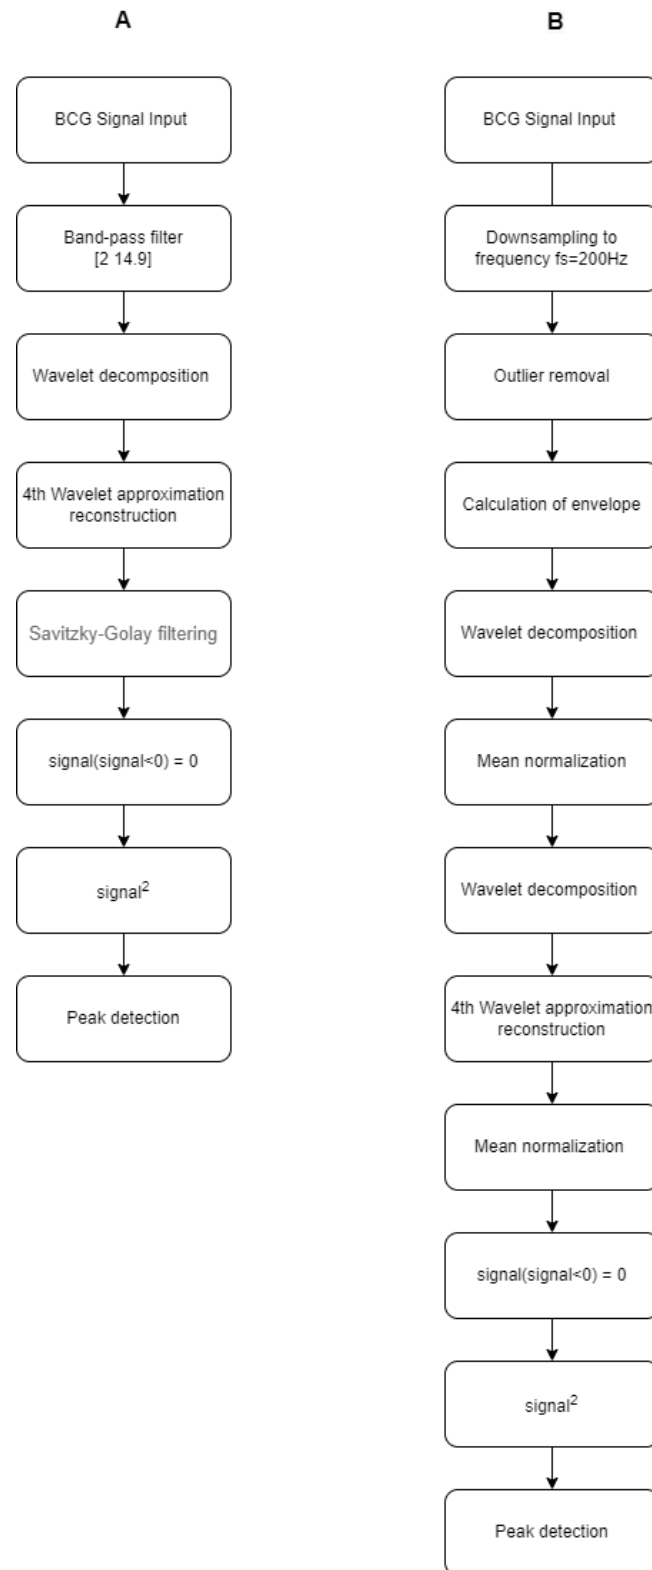 A
BCG Signal Input
Band-pass filter
[2 14.9]
Wavelet decomposition
4th Wavelet approximation
reconstruction
Savitzky-Golay filtering
signal(signal<0) = 0
signal²
Peak detection
B
BCG Signal Input
Downsampling to
frequency fs=200Hz
Outlier removal
Calculation of envelope
Wavelet decomposition
Mean normalization
Wavelet decomposition
4th Wavelet approximation
reconstruction
Mean normalization
signal(signal<0) = 0
signal²
Peak detection